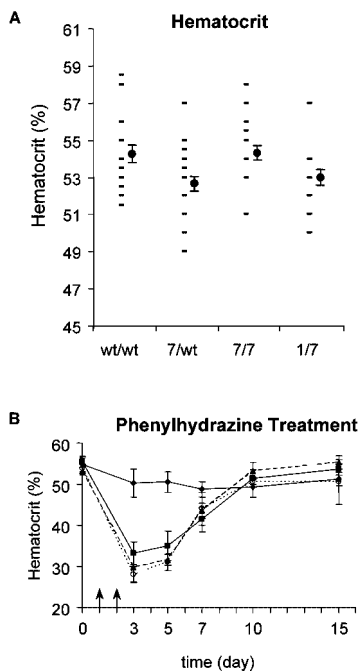 A
Hematocrit
Hematocrit (%)
61
59
57
55
53
51
49
47
45
wt/wt 7/wt 7/7 1/7
B
Phenylhydrazine Treatment
Hematocrit (%)
60
50
40
30
20
0 3 5 7 10 15
time (day)